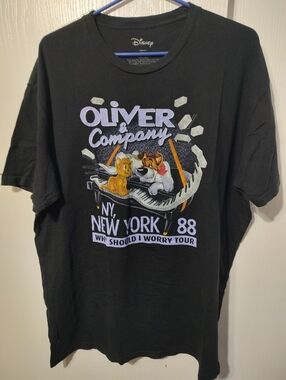 Disney
OLIVER
&
Company
NY,
NEW YORK 88
WHY SHOULD I WORRY TOUR